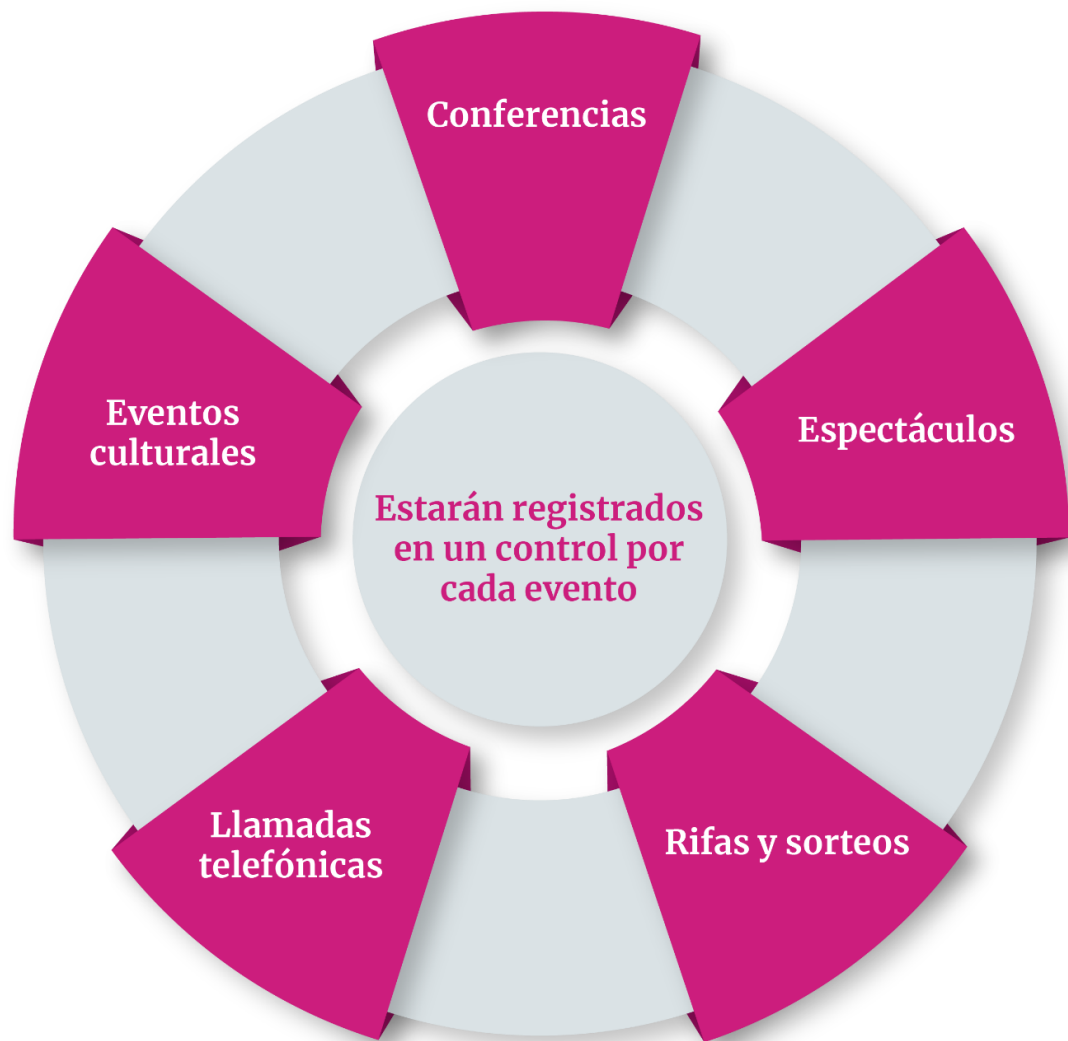 Conferencias
Espectáculos
Rifas y sorteos
Llamadas
telefónicas
Eventos
culturales
Estarán registrados
en un control por
cada evento